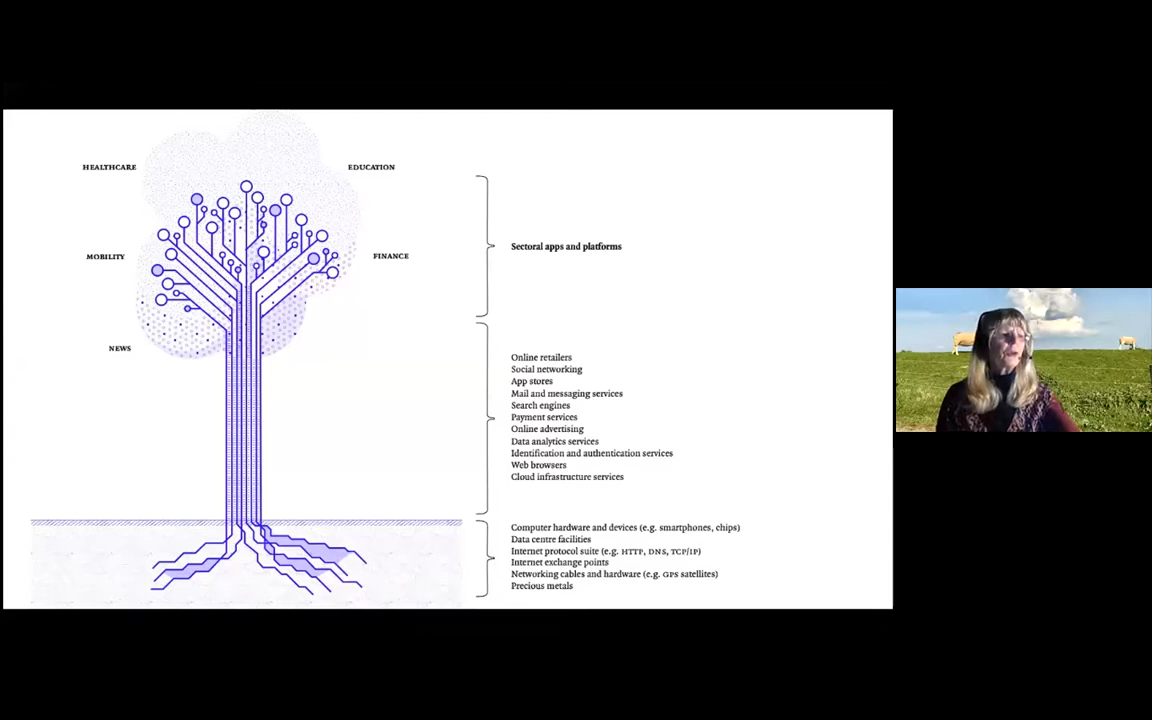 HEALTHCARE
EDUCATION
MOBILITY
FINANCE
NEWS
Sectoral apps and platforms
Online retailers
Social networking
App stores
Mail and messaging services
Search engines
Payment services
Online advertising
Data analytics services
Identification and authentication services
Web browsers
Cloud infrastructure services
Computer hardware and devices (e.g. smartphones, chips)
Data centre facilities
Internet protocol suite (e.g. HTTP, DNS, TCP/IP)
Internet exchange points
Networking cables and hardware (e.g. GPS satellites)
Precious metals